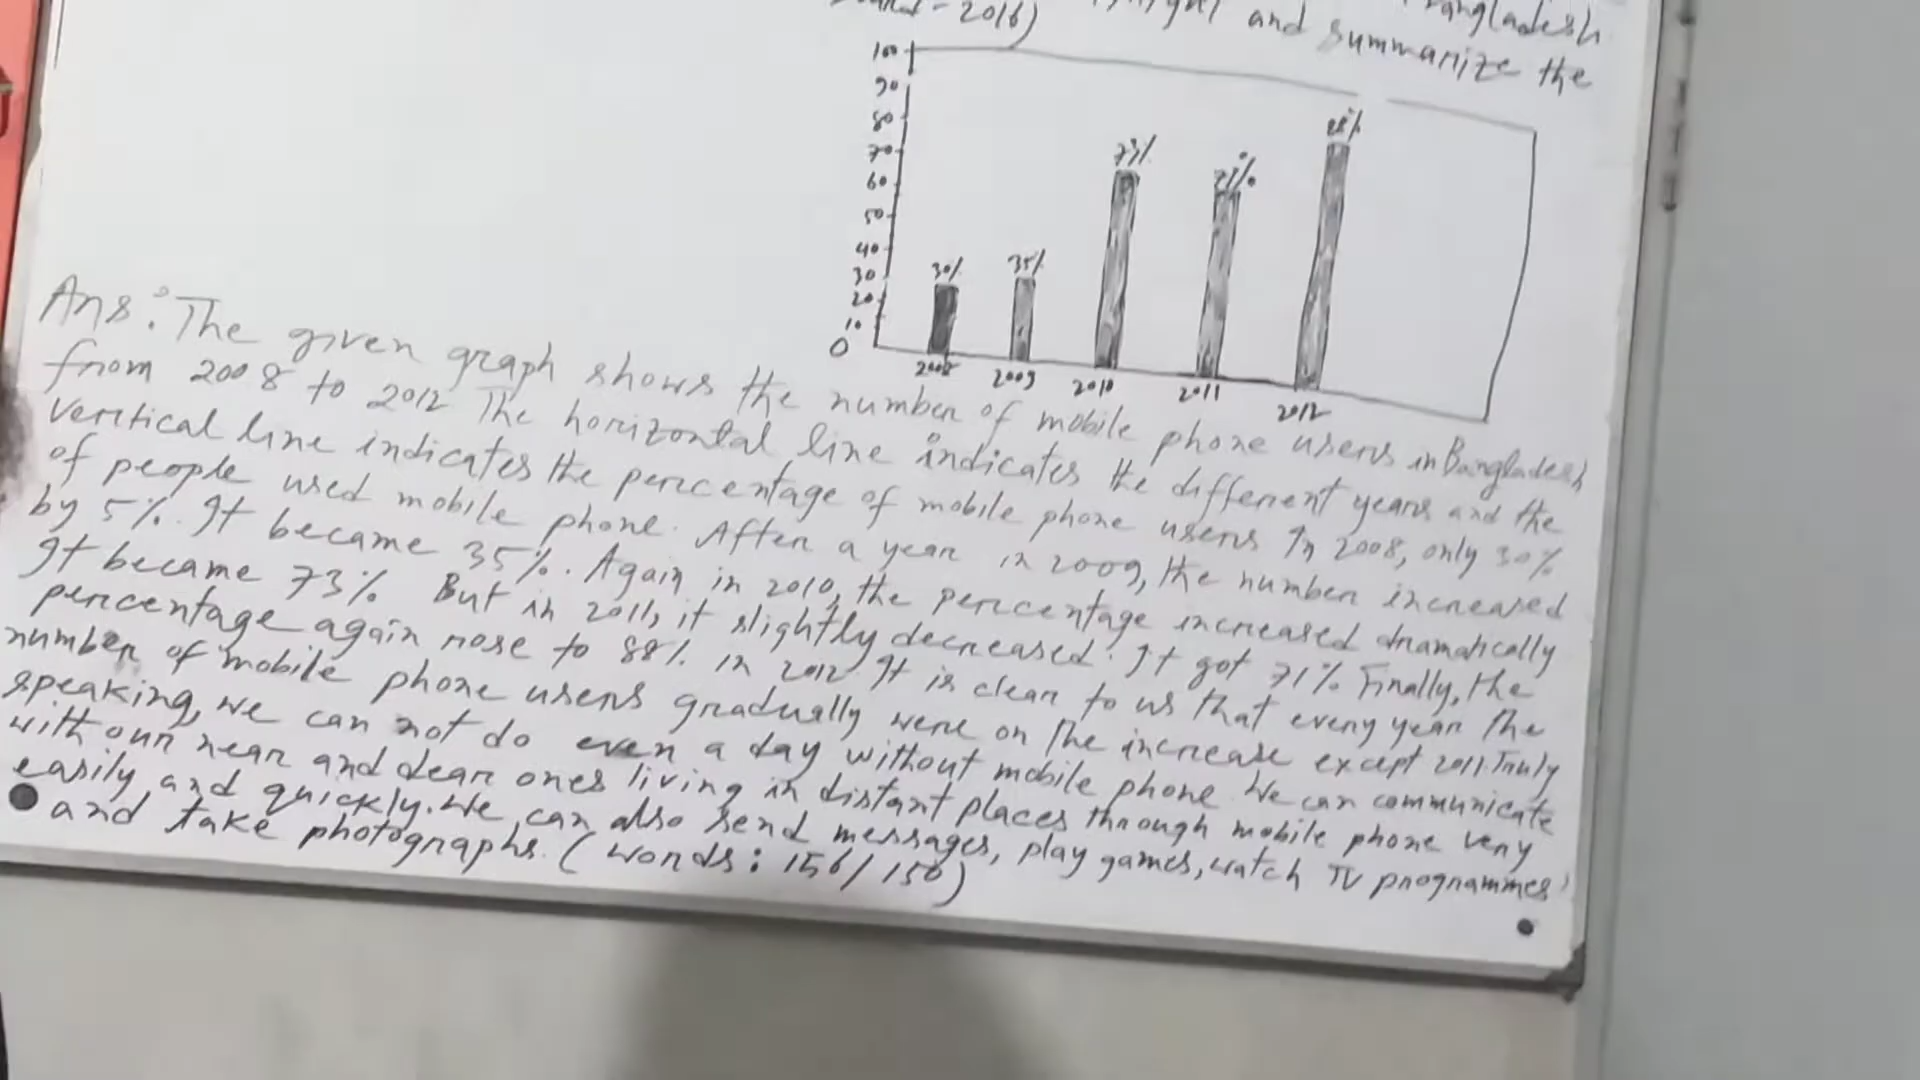 Bangladesh
2016) and summarize the
100
90
80
70
60
50
40
30
20
10
0
30%
35%
73%
71%
88%
2008
2009
2010
2011
2012
Ans: The given graph shows the number of mobile phone users in Bangladesh
from 2008 to 2012 The horizontal line indicates the different years and the
vertical line indicates the percentage of mobile phone users In 2008, only 30%
of people used mobile phone. After a year in 2009, the number increased
by 5%. It became 35%. Again in 2010, the percentage increased dramatically
It became 73% But in 2011, it slightly decreased. It got 71% Finally, the
percentage again rose to 88% in 2012 It is clear to us that every year the
number of mobile phone users gradually were on the increase except 2011. Truly
speaking, we can not do even a day without mobile phone. We can communicate
with our near and dear ones living in distant places through mobile phone very
easily and quickly. We can also send messages, play games, watch TV programmes
and take photographs. (Words: 156/150)